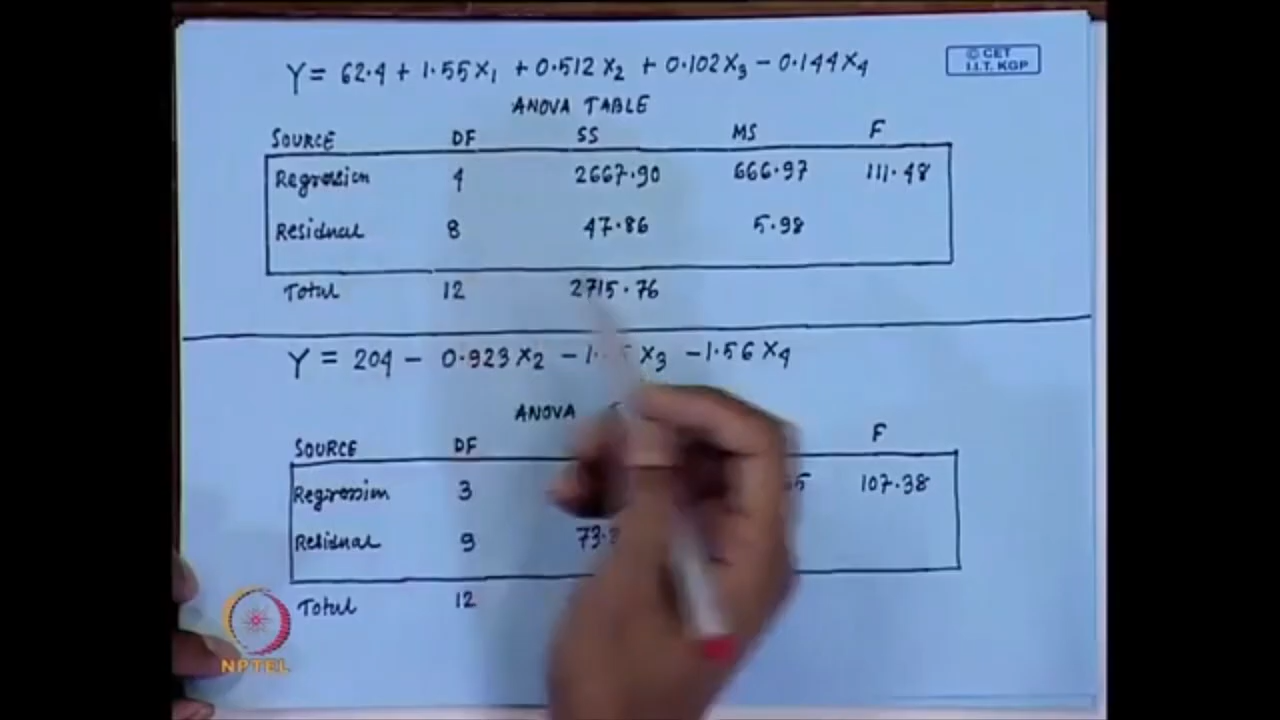 Y = 62.4 + 1.55 X1 + 0.512 X2 + 0.102 X3 - 0.144 X4
© CET
I.I.T. KGP
ANOVA TABLE
SOURCE DF SS MS F
Regression 4 2667.90 666.97 111.48
Residual 8 47.86 5.98
Total 12 2715.76
Y = 204 - 0.923 X2 - 1. X3 - 1.56 X4
ANOVA
SOURCE DF F
Regression 3 107.38
Residual 9 73.
Total 12
NPTEL